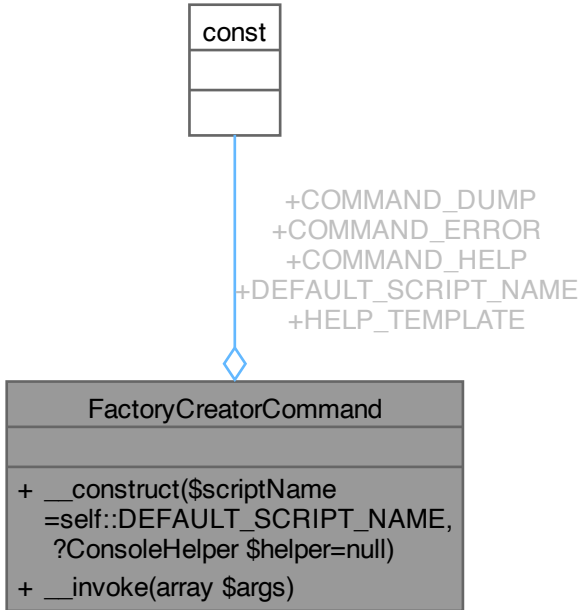 const
+COMMAND_DUMP
+COMMAND_ERROR
+COMMAND_HELP
+DEFAULT_SCRIPT_NAME
+HELP_TEMPLATE
FactoryCreatorCommand
+ __construct($scriptName
=self::DEFAULT_SCRIPT_NAME,
?ConsoleHelper $helper=null)
+ __invoke(array $args)